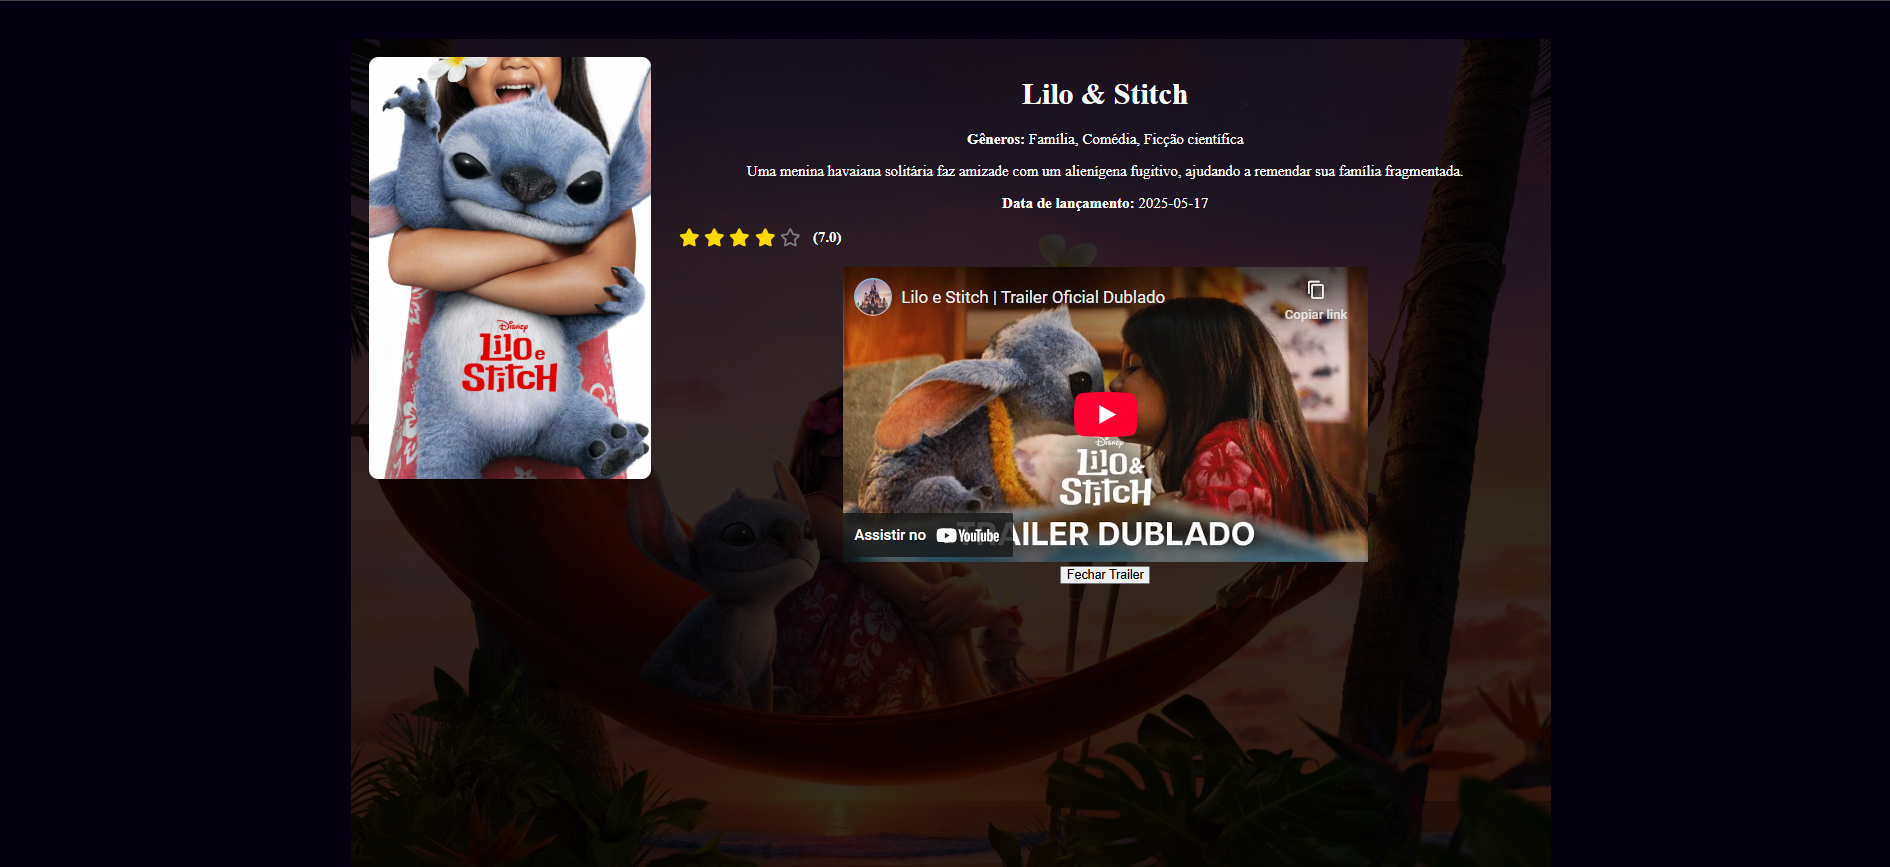 Disney
Lilo e
Stitch
Lilo & Stitch
Gêneros: Família, Comédia, Ficção científica
Uma menina havaiana solitária faz amizade com um alienígena fugitivo, ajudando a remendar sua família fragmentada.
Data de lançamento: 2025-05-17
(7.0)
Lilo e Stitch | Trailer Oficial Dublado
Copiar link
Disney
Lilo &
Stitch
TRAILER DUBLADO
Assistir no YouTube
Fechar Trailer